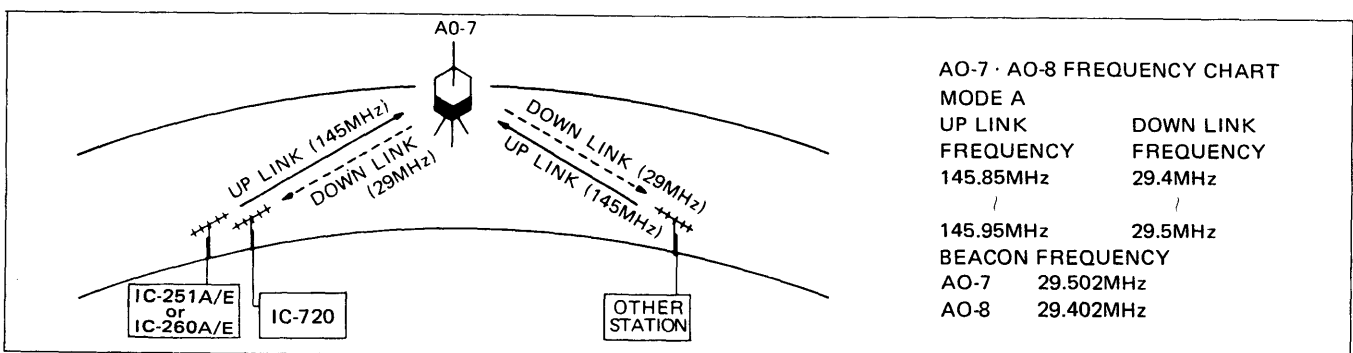 AO-7
UP LINK (145MHz)
DOWN LINK
(29MHz)
DOWN LINK (29MHz)
UP LINK (145MHz)
IC-251A/E
or
IC-260A/E
IC-720
OTHER
STATION
AO-7 · AO-8 FREQUENCY CHART
MODE A
UP LINK DOWN LINK
FREQUENCY FREQUENCY
145.85MHz 29.4MHz
~ ~
145.95MHz 29.5MHz
BEACON FREQUENCY
AO-7 29.502MHz
AO-8 29.402MHz